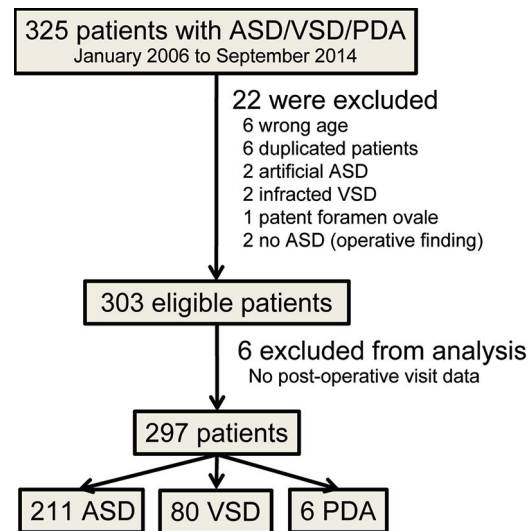 325 patients with ASD/VSD/PDA
January 2006 to September 2014
22 were excluded
6 wrong age
6 duplicated patients
2 artificial ASD
2 infracted VSD
1 patent foramen ovale
2 no ASD (operative finding)
303 eligible patients
6 excluded from analysis
No post-operative visit data
297 patients
211 ASD
80 VSD
6 PDA